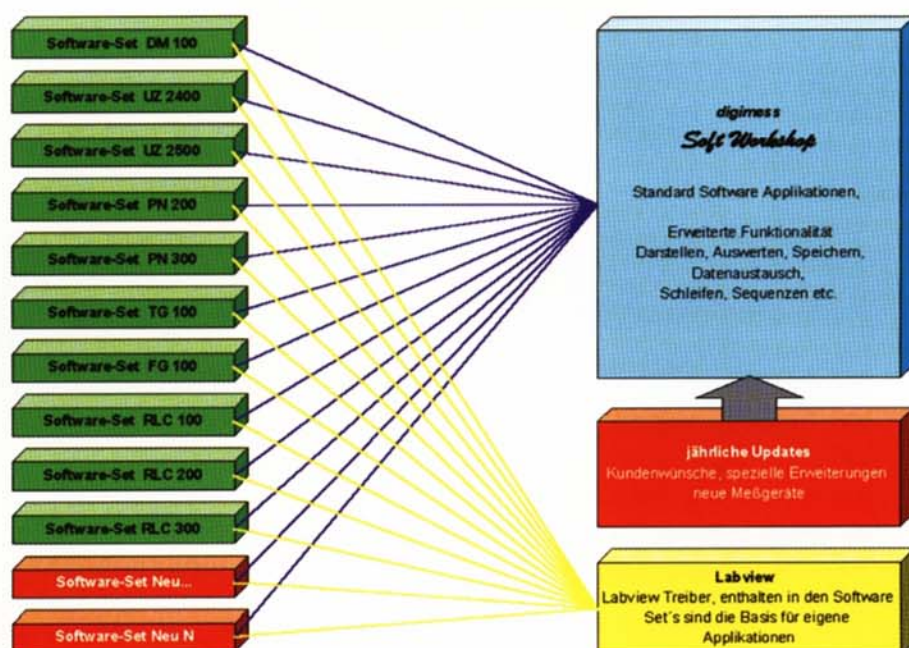 Software-Set DM 100
Software-Set UZ 2400
Software-Set UZ 2500
Software-Set PN 200
Software-Set PN 300
Software-Set TG 100
Software-Set FG 100
Software-Set RLC 100
Software-Set RLC 200
Software-Set RLC 300
Software-Set Neu...
Software-Set Neu N
digimess
Soft Workshop
Standard Software Applikationen,
Erweiterte Funktionalität
Darstellen, Auswerten, Speichern,
Datenaustausch,
Schleifen, Sequenzen etc.
jährliche Updates
Kundenwünsche, spezielle Erweiterungen
neue Meßgeräte
Labview
Labview Treiber, enthalten in den Software
Set´s sind die Basis für eigene
Applikationen